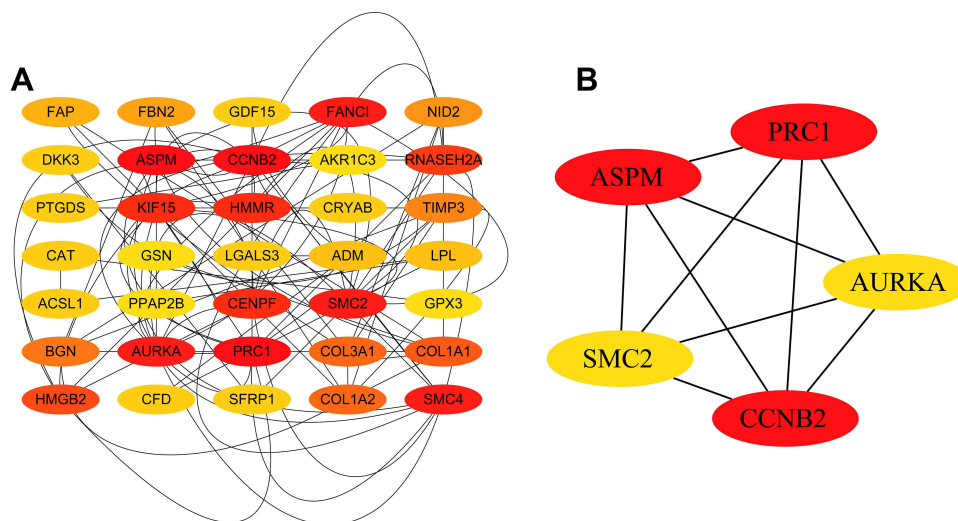 A
FAP FBN2 GDF15 FANCI NID2
DKK3 ASPM CCNB2 AKR1C3 RNASEH2A
PTGDS KIF15 HMMR CRYAB TIMP3
CAT GSN LGALS3 ADM LPL
ACSL1 PPAP2B CENPF SMC2 GPX3
BGN AURKA PRC1 COL3A1 COL1A1
HMGB2 CFD SFRP1 COL1A2 SMC4
B
PRC1
ASPM
AURKA
SMC2
CCNB2